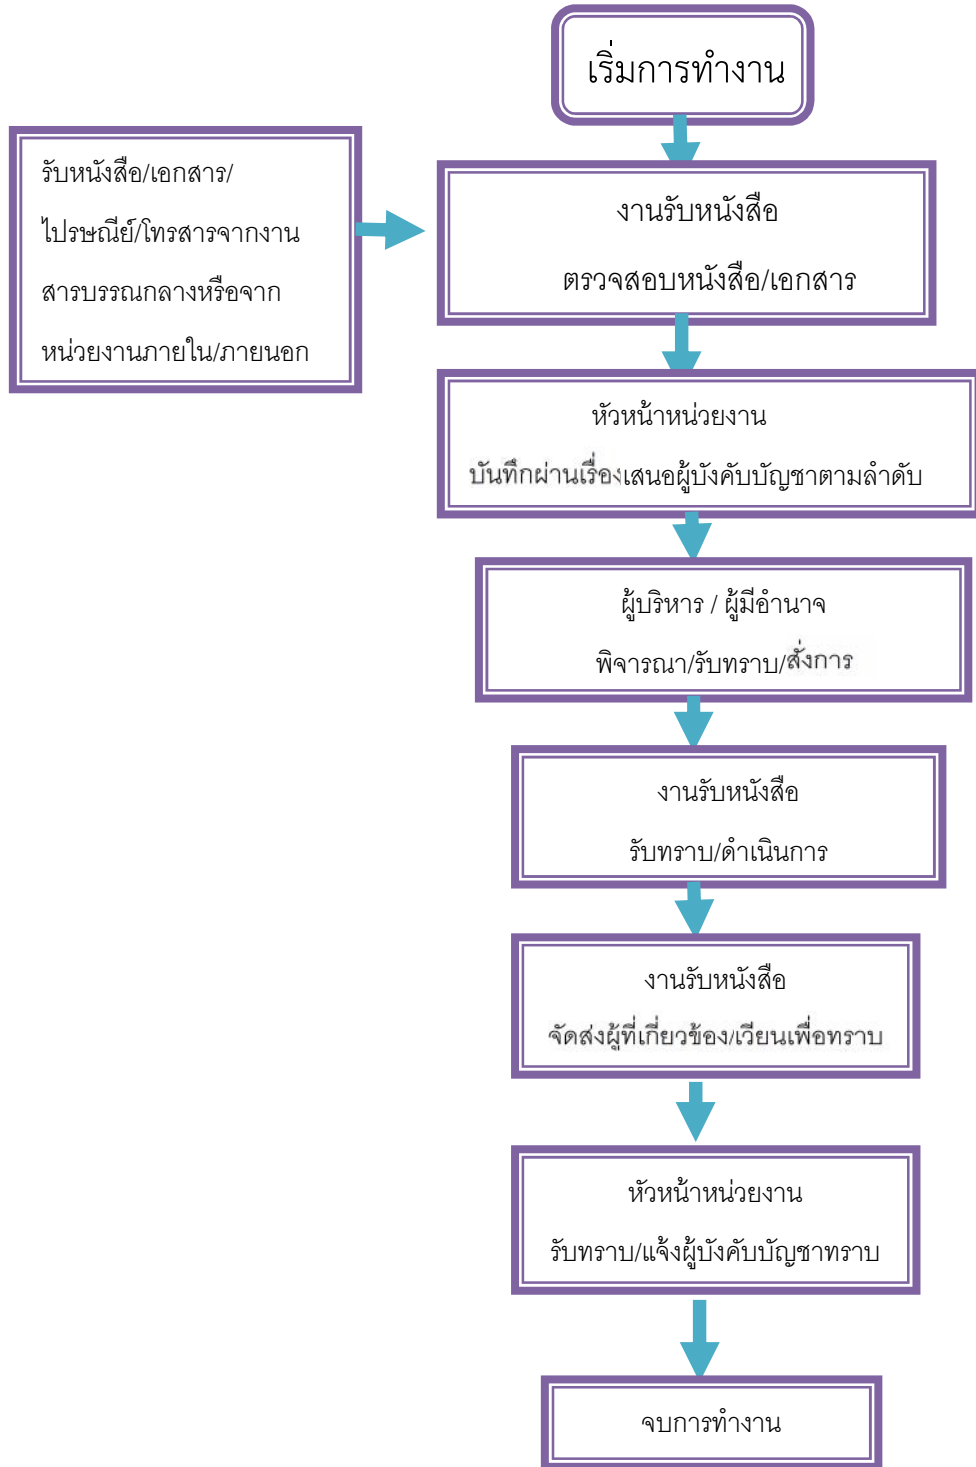 เริ่มการทำงาน
รับหนังสือ/เอกสาร/
ไปรษณีย์/โทรสารจากงาน
สารบรรณกลางหรือจาก
หน่วยงานภายใน/ภายนอก
งานรับหนังสือ
ตรวจสอบหนังสือ/เอกสาร
หัวหน้าหน่วยงาน
บันทึกผ่านเรื่องเสนอผู้บังคับบัญชาตามลำดับ
ผู้บริหาร / ผู้มีอำนาจ
พิจารณา/รับทราบ/สั่งการ
งานรับหนังสือ
รับทราบ/ดำเนินการ
งานรับหนังสือ
จัดส่งผู้ที่เกี่ยวข้อง/เวียนเพื่อทราบ
หัวหน้าหน่วยงาน
รับทราบ/แจ้งผู้บังคับบัญชาทราบ
จบการทำงาน